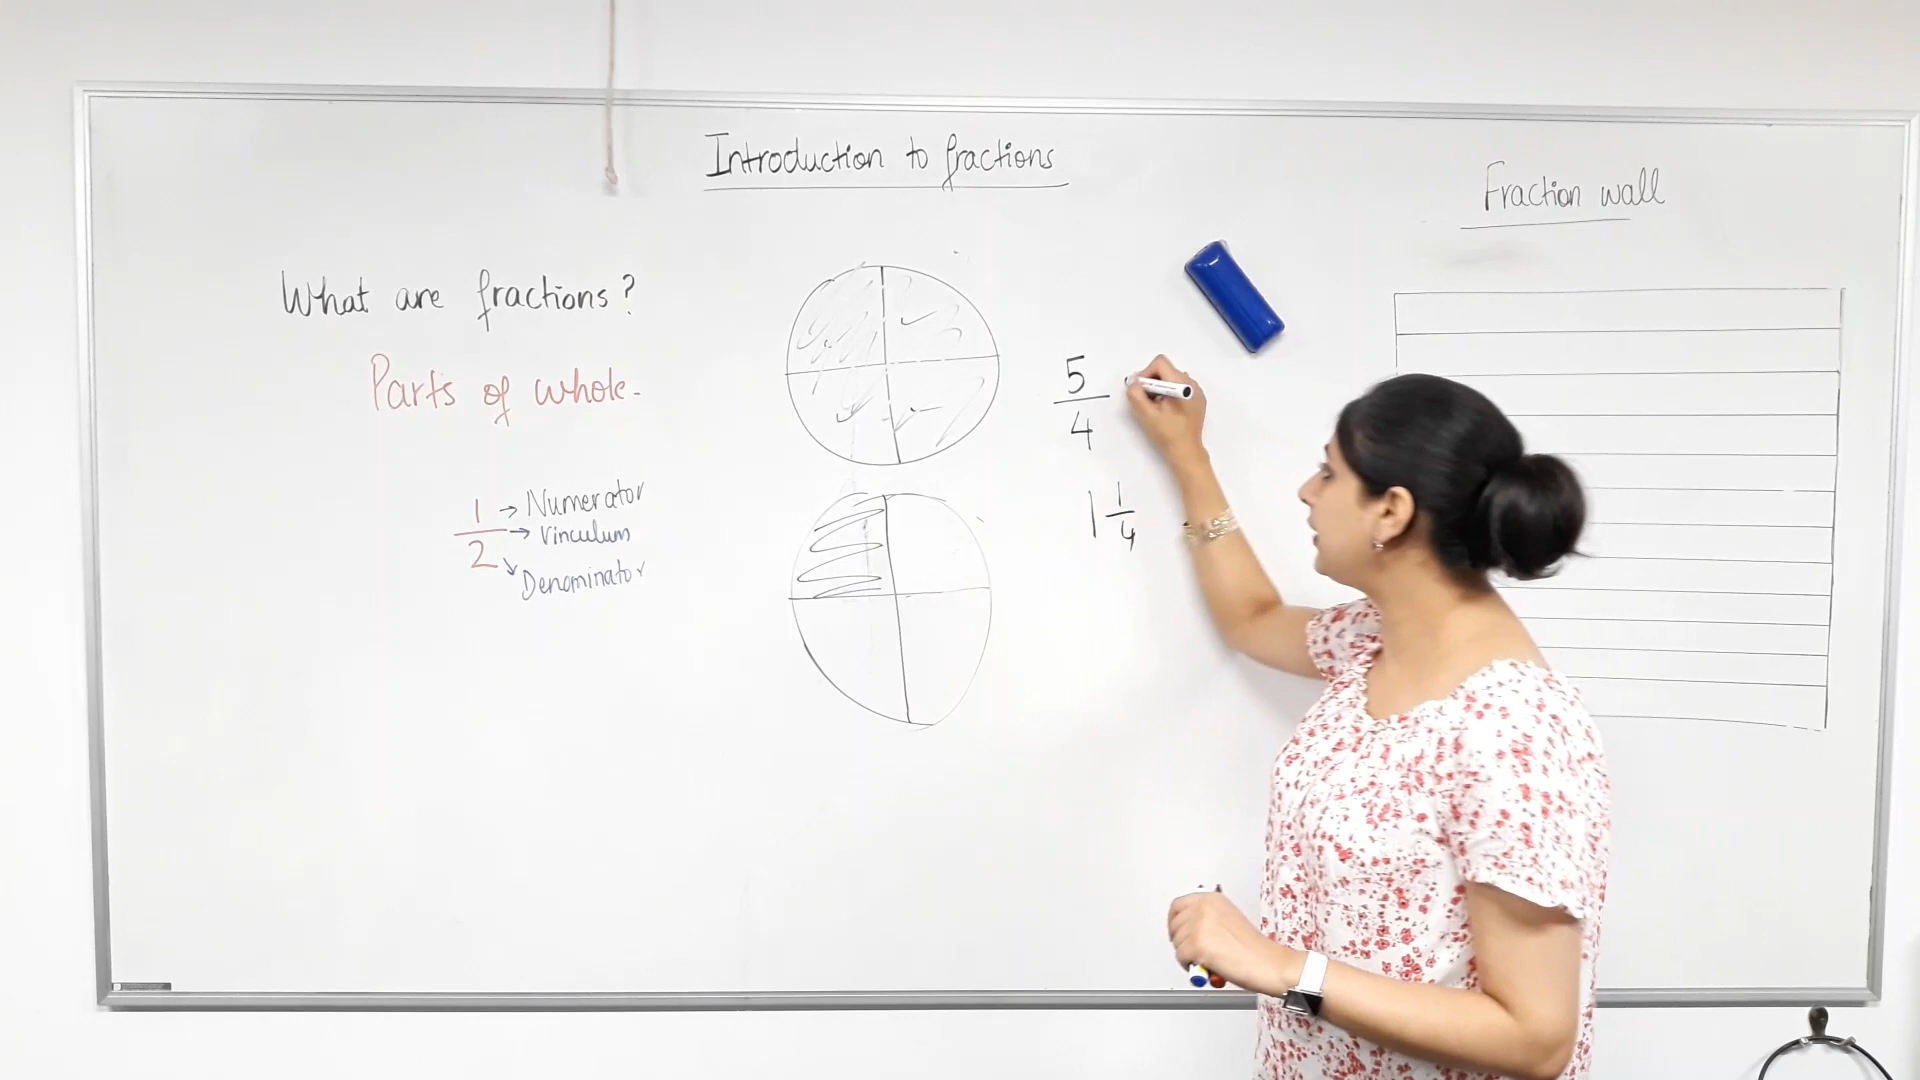 Introduction to fractions
What are fractions?
Parts of whole.
1 → Numerator
→ Vinculum
2 → Denominator
5
4
1 1/4
Fraction wall